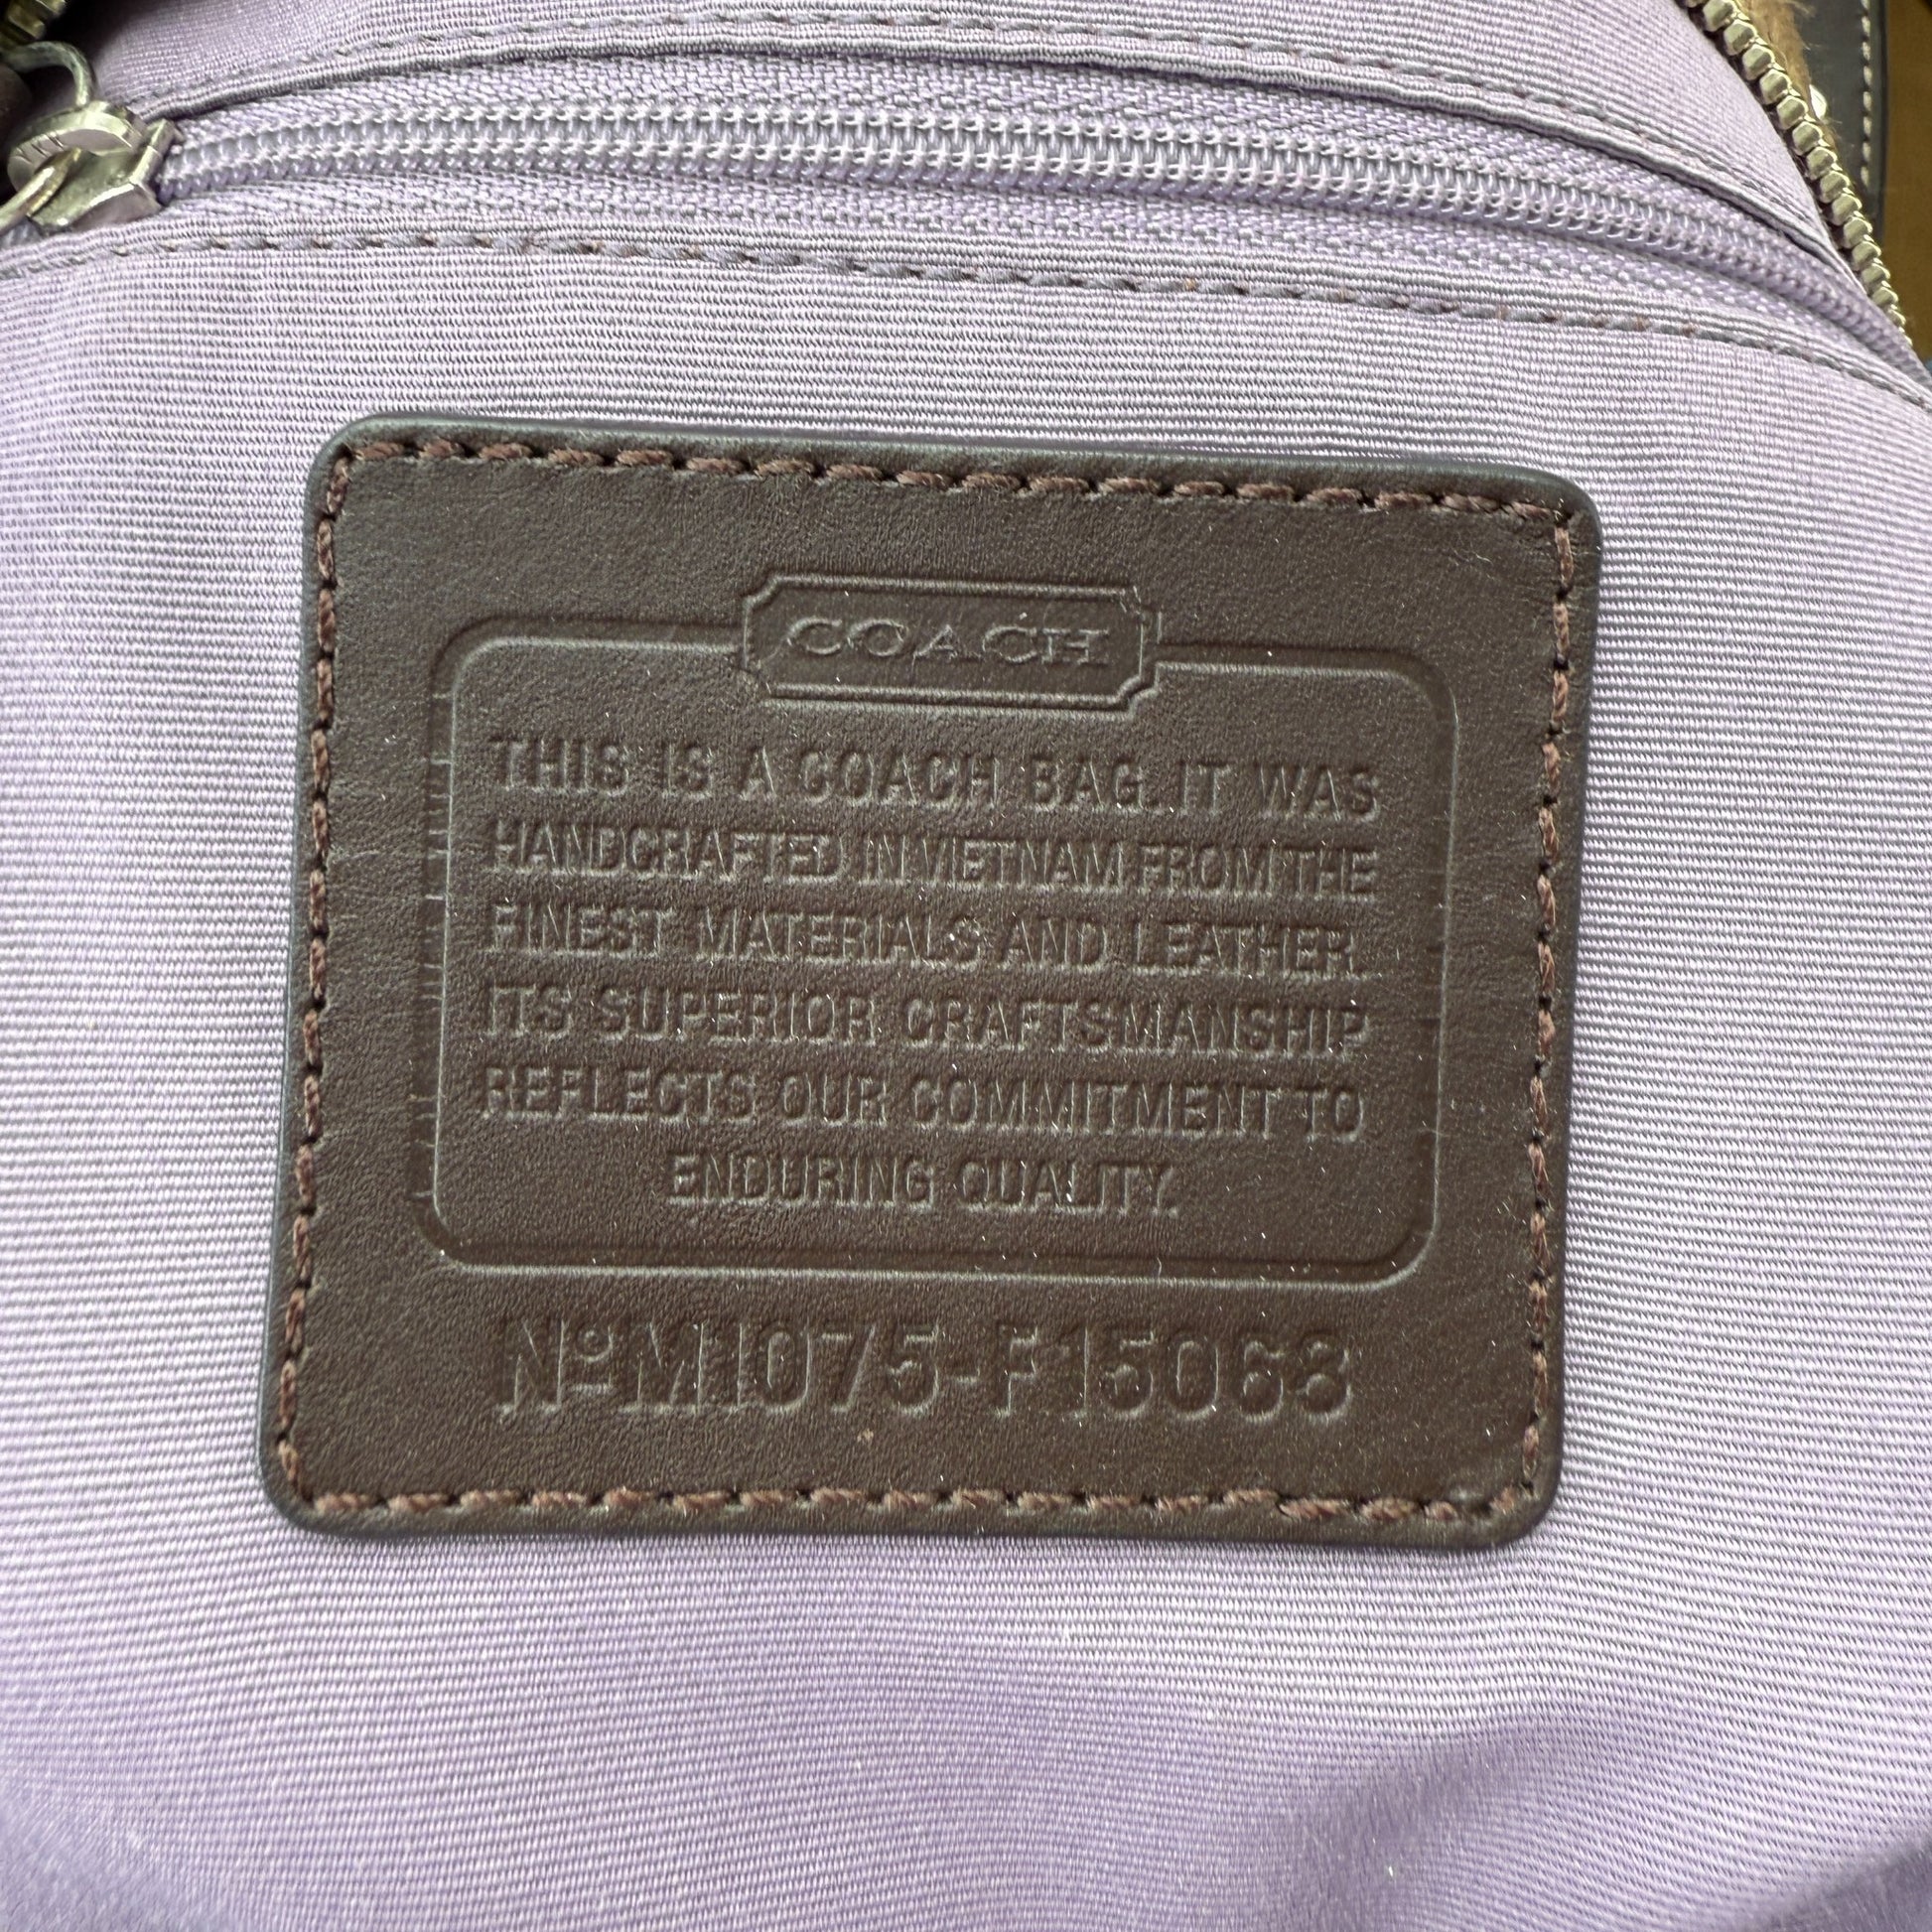 YKK
COACH
THIS IS A COACH BAG. IT WAS
HANDCRAFTED IN VIETNAM FROM THE
FINEST MATERIALS AND LEATHER.
ITS SUPERIOR CRAFTSMANSHIP
REFLECTS OUR COMMITMENT TO
ENDURING QUALITY.
Nº M1075-F15068